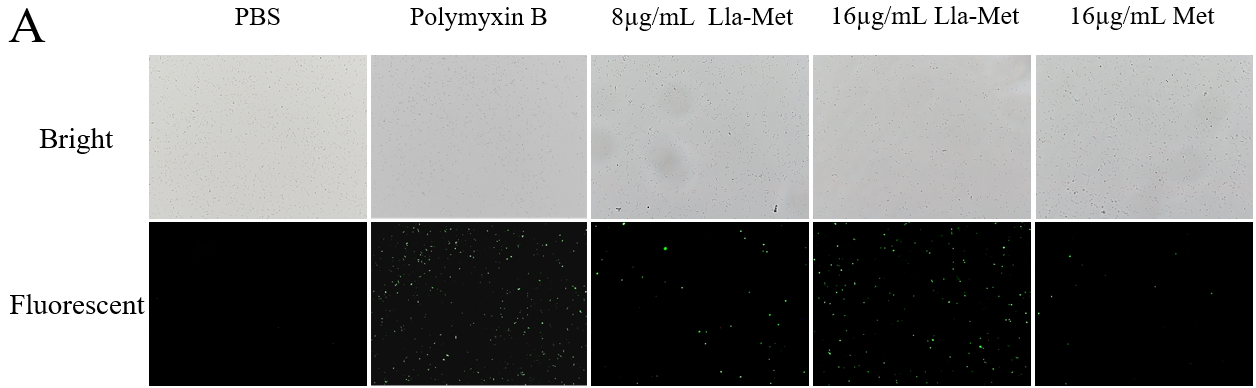 A
PBS Polymyxin B 8μg/mL Lla-Met 16μg/mL Lla-Met 16μg/mL Met
Bright
Fluorescent